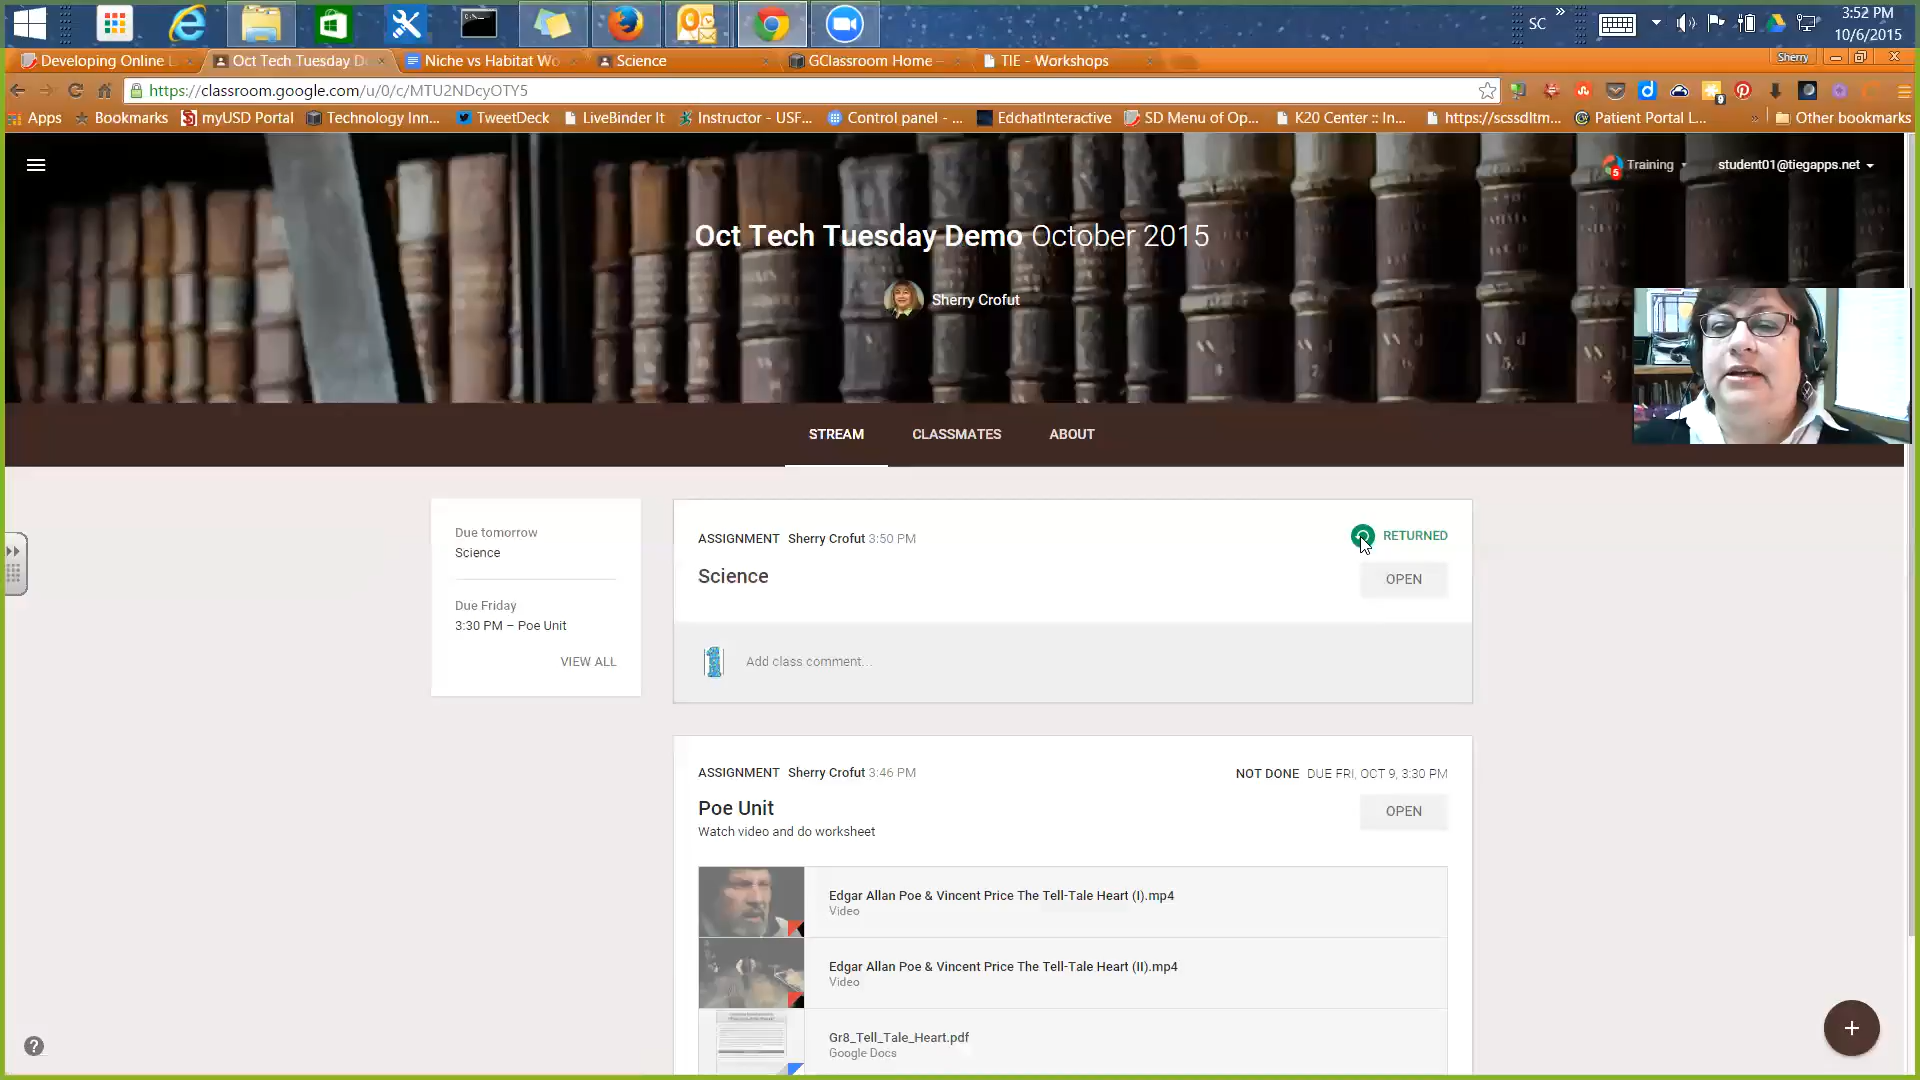 SC
»
3:52 PM
10/6/2015
Developing Online L
Oct Tech Tuesday D
Niche vs Habitat Wo
Science
GClassroom Home –
TIE - Workshops
Sherry
https://classroom.google.com/u/0/c/MTU2NDcyOTY5
9
Apps
Bookmarks
myUSD Portal
Technology Inn...
TweetDeck
LiveBinder It
Instructor - USF...
Control panel - ...
EdchatInteractive
SD Menu of Op...
K20 Center :: In...
https://scssdltm...
Patient Portal L...
»
Other bookmarks
5
Training
student01@tiegapps.net
Oct Tech Tuesday Demo October 2015
Sherry Crofut
STREAM
CLASSMATES
ABOUT
Due tomorrow
Science
Due Friday
3:30 PM – Poe Unit
VIEW ALL
ASSIGNMENT Sherry Crofut 3:50 PM
RETURNED
Science
OPEN
1
Add class comment...
ASSIGNMENT Sherry Crofut 3:46 PM
NOT DONE DUE FRI, OCT 9, 3:30 PM
Poe Unit
OPEN
Watch video and do worksheet
Edgar Allan Poe & Vincent Price The Tell-Tale Heart (I).mp4
Video
Edgar Allan Poe & Vincent Price The Tell-Tale Heart (II).mp4
Video
Gr8_Tell_Tale_Heart.pdf
Google Docs
?
+